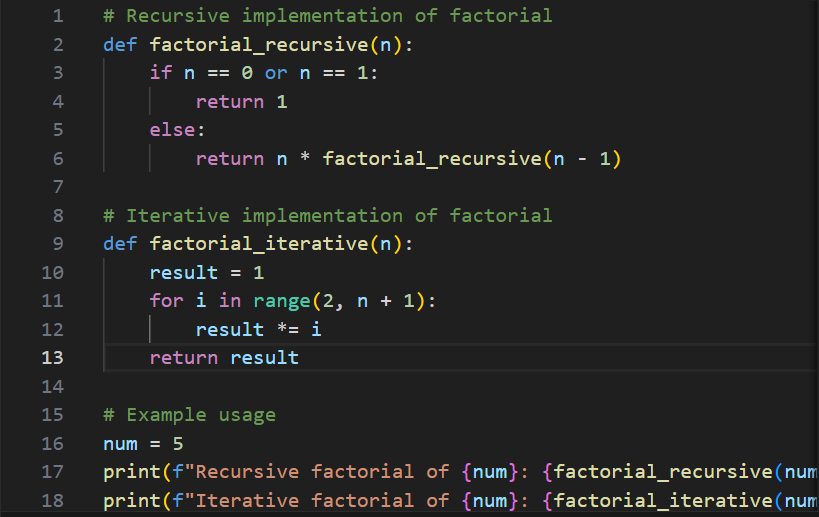 1 # Recursive implementation of factorial
2 def factorial_recursive(n):
3     if n == 0 or n == 1:
4         return 1
5     else:
6         return n * factorial_recursive(n - 1)
7
8 # Iterative implementation of factorial
9 def factorial_iterative(n):
10     result = 1
11     for i in range(2, n + 1):
12         result *= i
13     return result
14
15 # Example usage
16 num = 5
17 print(f"Recursive factorial of {num}: {factorial_recursive(num
18 print(f"Iterative factorial of {num}: {factorial_iterative(num